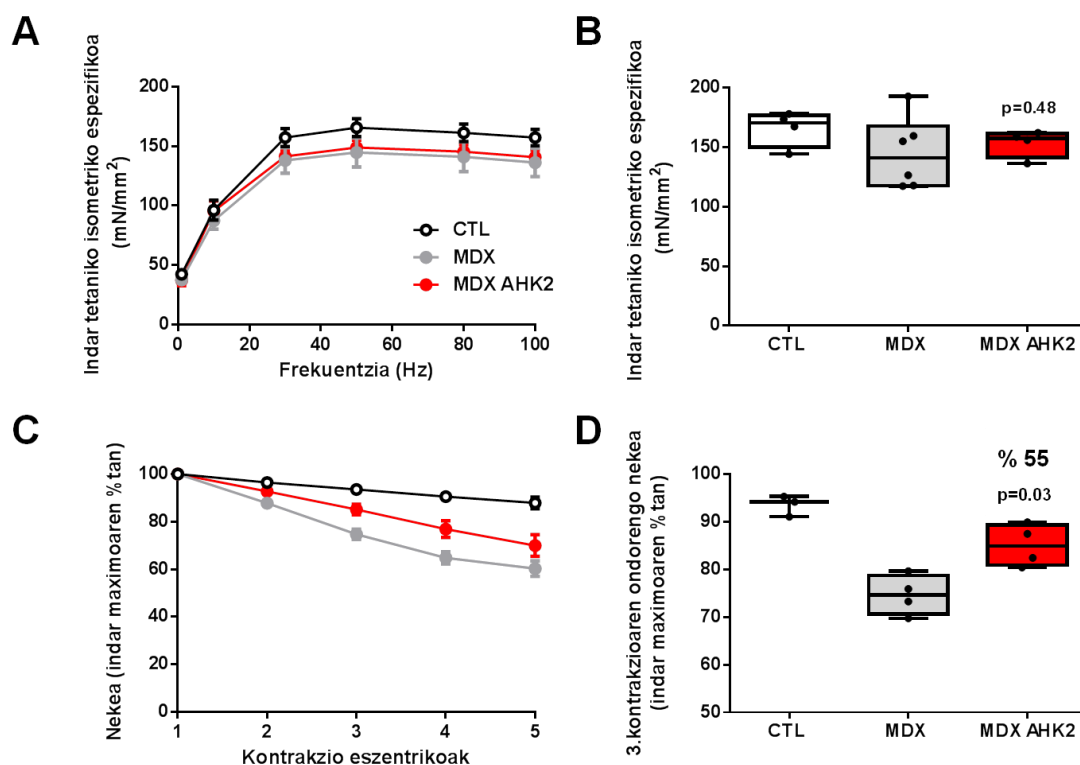 A
Indar tetaniko isometriko espezifikoa
(mN/mm²)
200
150
100
50
0
CTL
MDX
MDX AHK2
0 20 40 60 80 100
Frekuentzia (Hz)
B
Indar tetaniko isometriko espezifikoa
(mN/mm²)
200
150
100
50
0
p=0.48
CTL MDX MDX AHK2
C
Nekea (indar maximoaren % tan)
100
80
60
40
20
0
1 2 3 4 5
Kontrakzio eszentrikoak
D
3.kontrakzioaren ondorengo nekea
(indar maximoaren % tan)
100
90
80
70
60
50
% 55
p=0.03
CTL MDX MDX AHK2